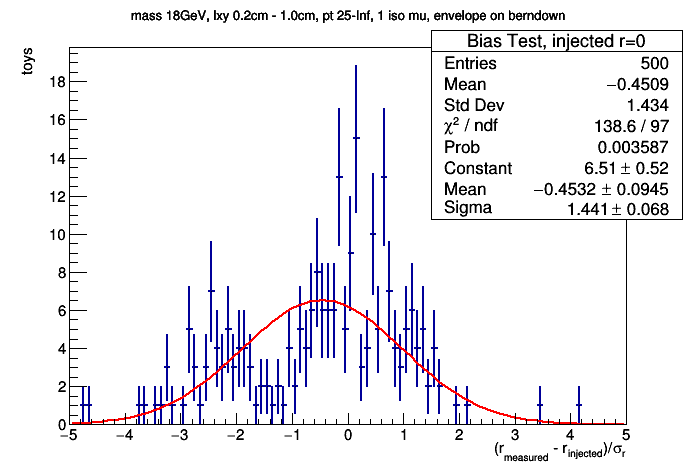 mass 18GeV, lxy 0.2cm - 1.0cm, pt 25-Inf, 1 iso mu, envelope on berndown
Bias Test, injected r=0
Entries 500
Mean −0.4509
Std Dev 1.434
χ² / ndf 138.6 / 97
Prob 0.003587
Constant 6.51 ± 0.52
Mean −0.4532 ± 0.0945
Sigma 1.441 ± 0.068
toys
18
16
14
12
10
8
6
4
2
0
−5 −4 −3 −2 −1 0 1 2 3 4 5
(r_measured - r_injected)/σ_r